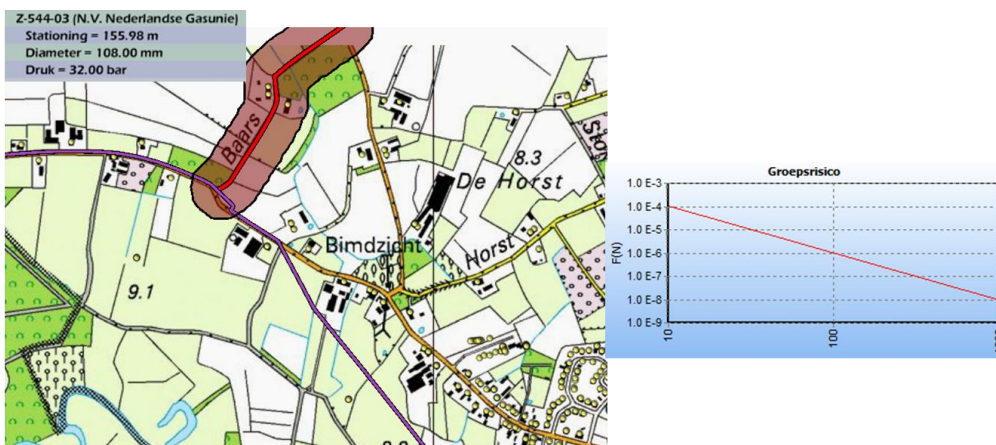 Z-544-03 (N.V. Nederlandse Gasunie)
Stationing = 155.98 m
Diameter = 108.00 mm
Druk = 32.00 bar
Baars
8.3
De Horst
Bimdzicht
Horst
9.1
Groepsrisico
1.0 E-3
1.0 E-4
1.0 E-5
1.0 E-6
1.0 E-7
1.0 E-8
1.0 E-9
F(N)
10
100